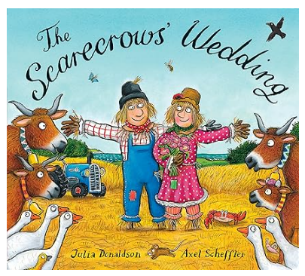 The
Scarecrows' Wedding
Julia Donaldson Axel Scheffler